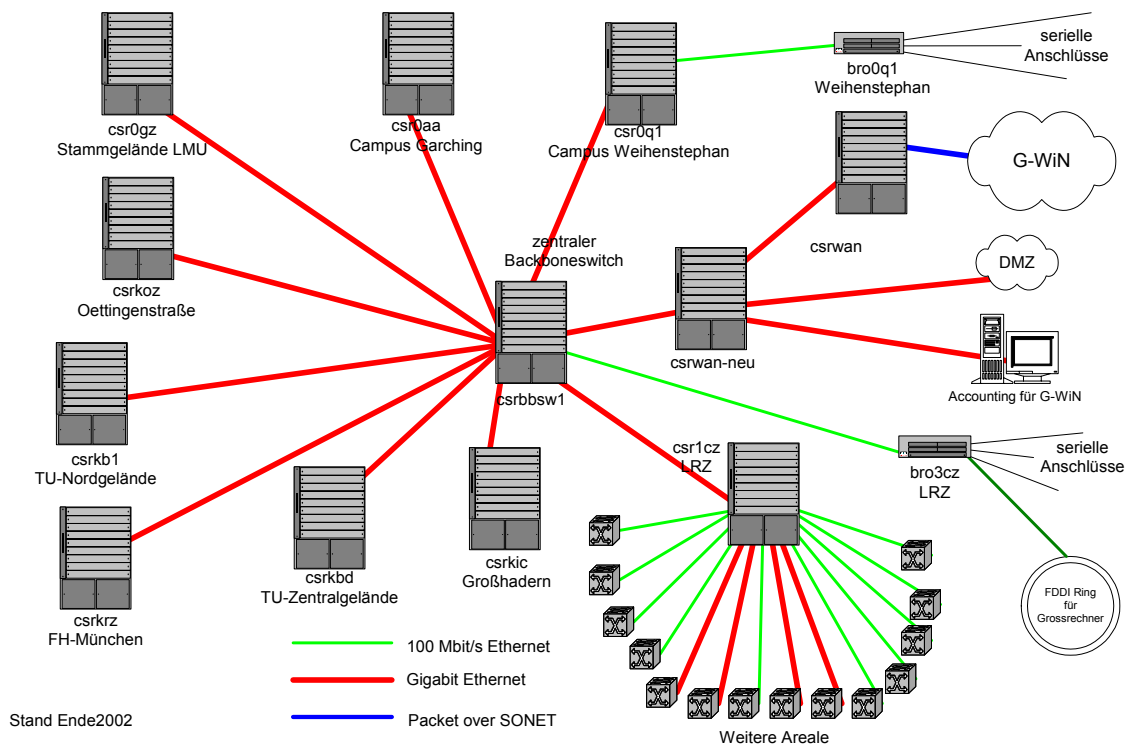 serielle
Anschlüsse
bro0q1
Weihenstephan
csr0gz
Stammgelände LMU
csr0aa
Campus Garching
csr0q1
Campus Weihenstephan
G-WiN
csrwan
zentraler
Backboneswitch
DMZ
csrkoz
Oettingenstraße
csrwan-neu
csrbbsw1
Accounting für G-WiN
csrkb1
TU-Nordgelände
csr1cz
LRZ
serielle
Anschlüsse
bro3cz
LRZ
csrkic
Großhadern
csrkbd
TU-Zentralgelände
FDDI Ring
für
Grossrechner
csrkrz
FH-München
100 Mbit/s Ethernet
Gigabit Ethernet
Packet over SONET
Stand Ende2002
Weitere Areale